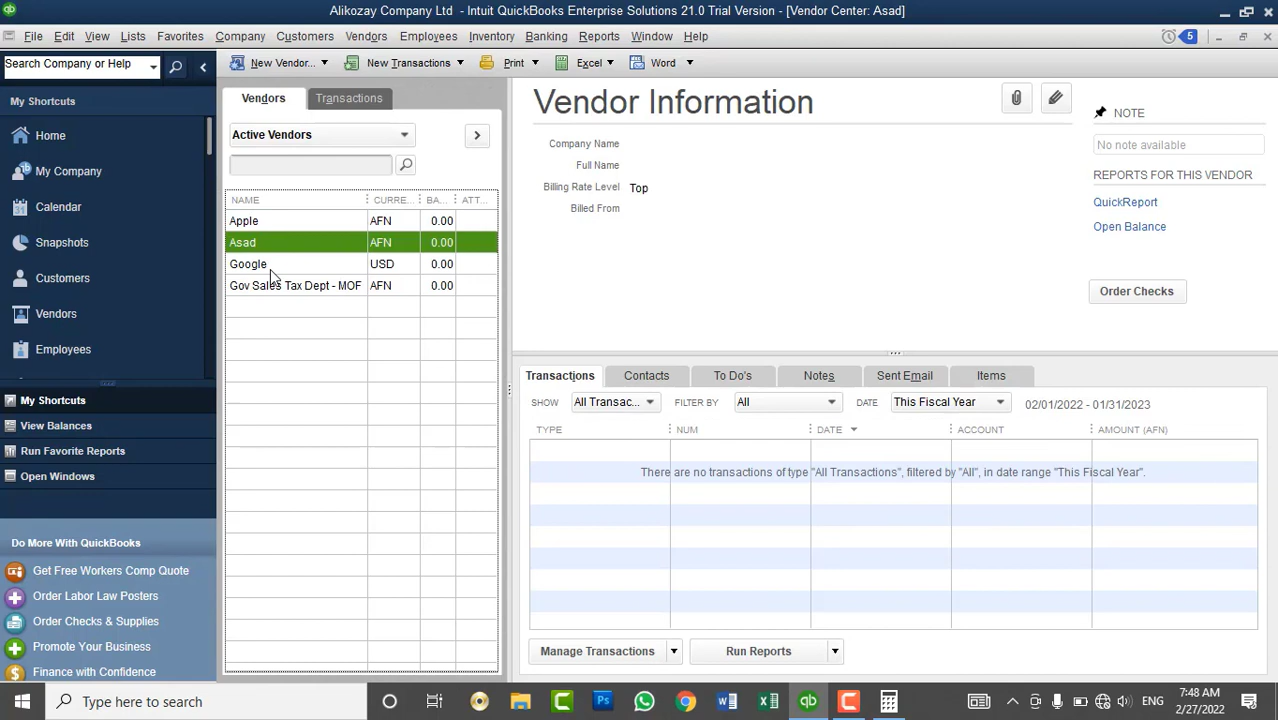 Alikozay Company Ltd - Intuit QuickBooks Enterprise Solutions 21.0 Trial Version - [Vendor Center: Asad]
File Edit View Lists Favorites Company Customers Vendors Employees Inventory Banking Reports Window Help 5
Search Company or Help
New Vendor... New Transactions Print Excel Word
My Shortcuts
Home
My Company
Calendar
Snapshots
Customers
Vendors
Employees
My Shortcuts
View Balances
Run Favorite Reports
Open Windows
Do More With QuickBooks
Get Free Workers Comp Quote
Order Labor Law Posters
Order Checks & Supplies
Promote Your Business
Finance with Confidence
Vendors Transactions
Active Vendors
NAME CURRE... BA... ATT...
Apple AFN 0.00
Asad AFN 0.00
Google USD 0.00
Gov Sales Tax Dept - MOF AFN 0.00
Vendor Information
Company Name
Full Name
Billing Rate Level Top
Billed From
NOTE
No note available
REPORTS FOR THIS VENDOR
QuickReport
Open Balance
Order Checks
Transactions Contacts To Do's Notes Sent Email Items
SHOW All Transac... FILTER BY All DATE This Fiscal Year 02/01/2022 - 01/31/2023
TYPE NUM DATE ACCOUNT AMOUNT (AFN)
There are no transactions of type "All Transactions", filtered by "All", in date range "This Fiscal Year".
Manage Transactions Run Reports
Type here to search
ENG
7:48 AM
2/27/2022